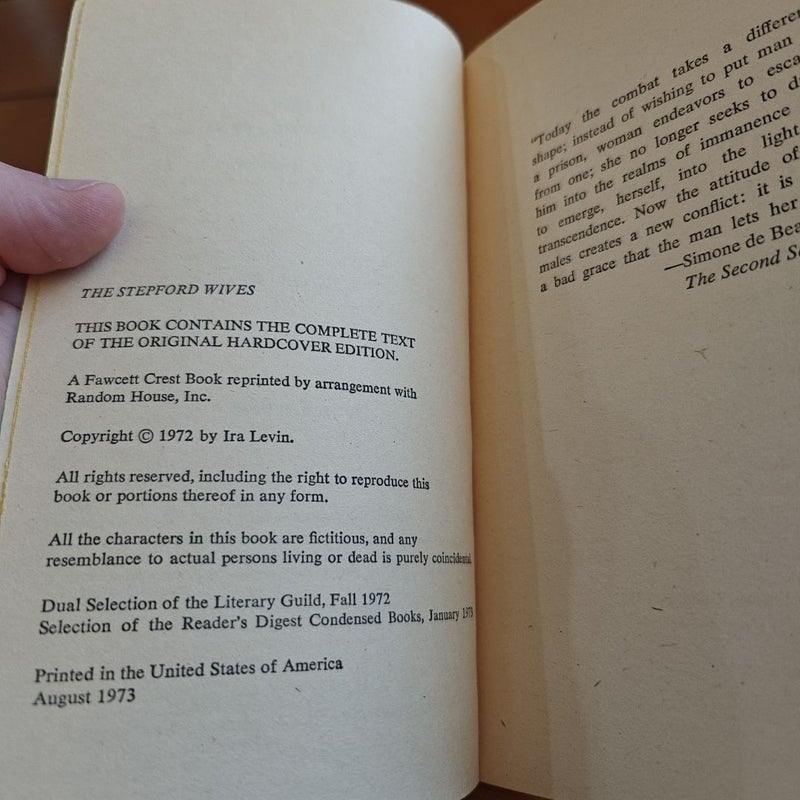 THE STEPFORD WIVES
THIS BOOK CONTAINS THE COMPLETE TEXT
OF THE ORIGINAL HARDCOVER EDITION.
A Fawcett Crest Book reprinted by arrangement with
Random House, Inc.
Copyright © 1972 by Ira Levin.
All rights reserved, including the right to reproduce this
book or portions thereof in any form.
All the characters in this book are fictitious, and any
resemblance to actual persons living or dead is purely coincidental.
Dual Selection of the Literary Guild, Fall 1972
Selection of the Reader's Digest Condensed Books, January 1973
Printed in the United States of America
August 1973
"Today the combat takes a
shape; instead of wishing to put man
a prison, woman endeavors to
from one; she no longer seeks to
him into the realms of immanence
to emerge, herself, into the light
transcendence. Now the attitude of
males creates a new conflict: it is
a bad grace that the man lets her
—Simone de
The Second